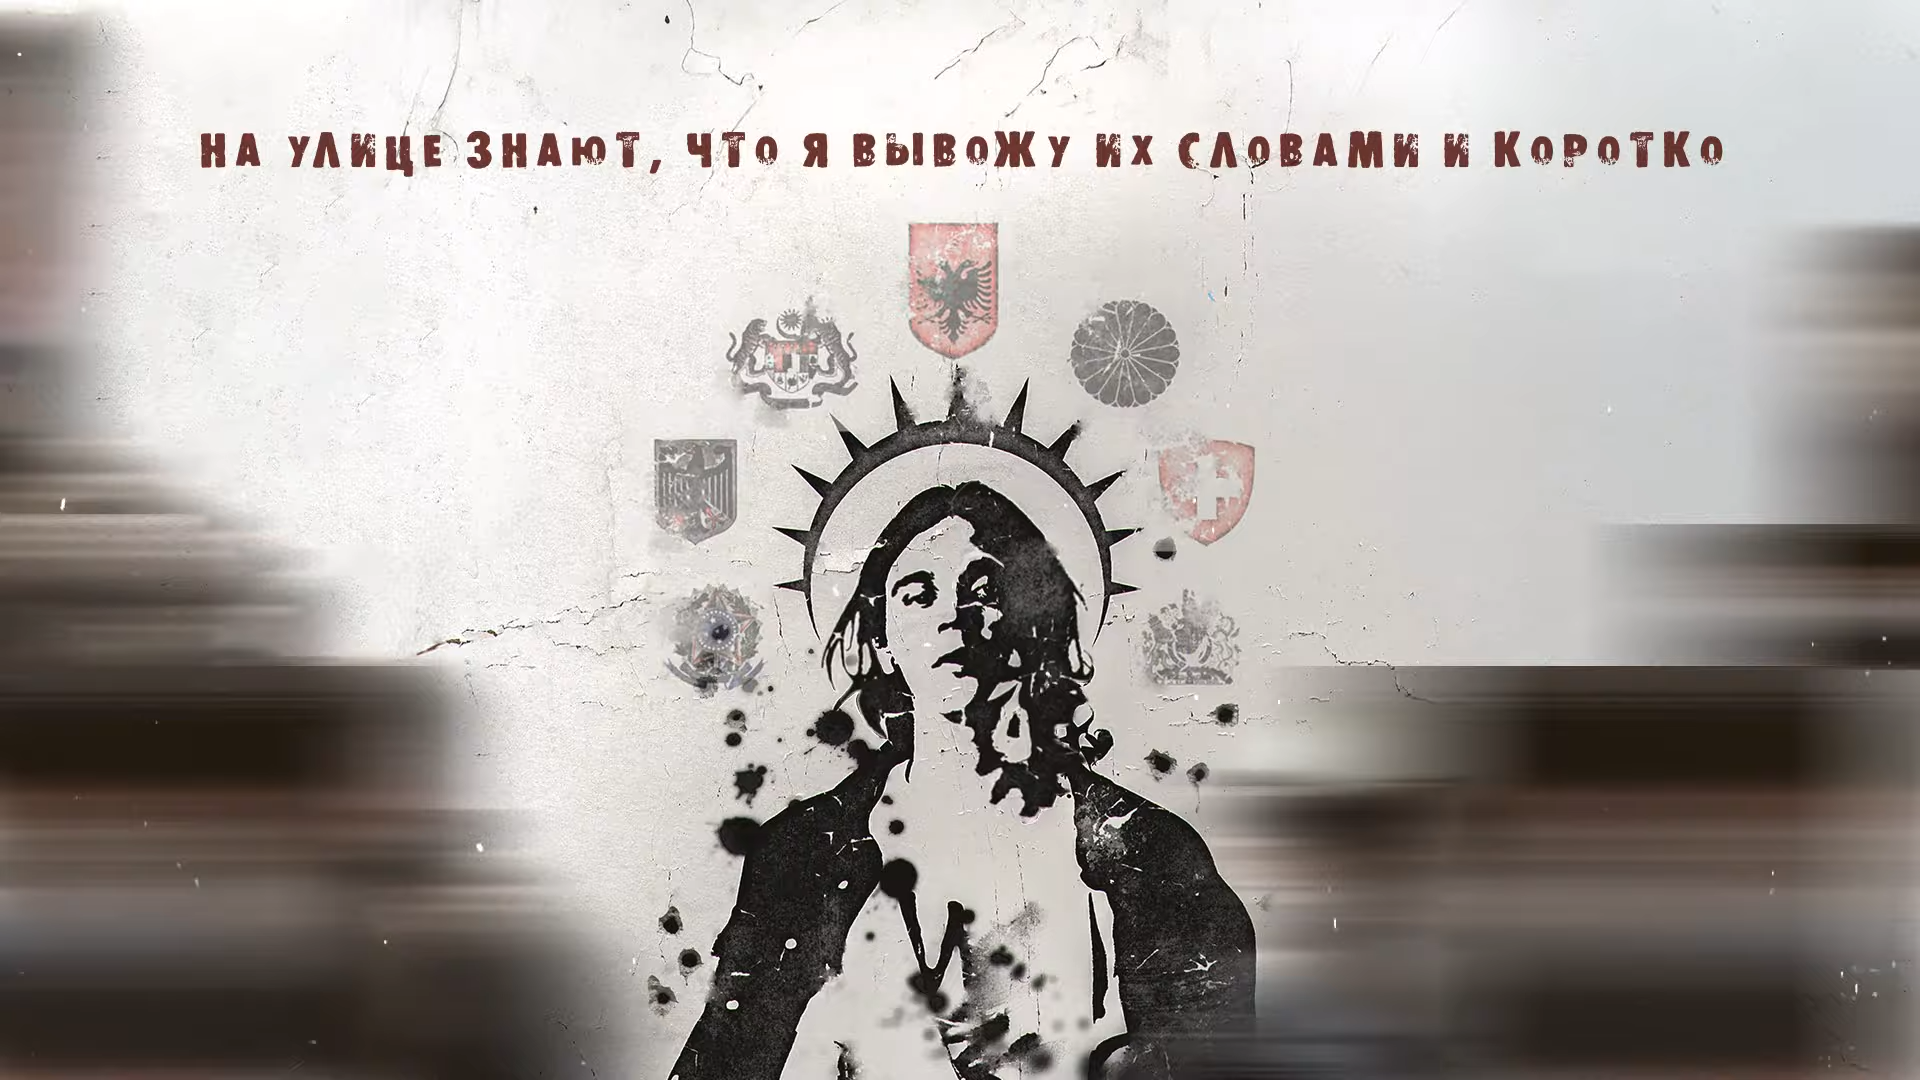 НА УЛИЦЕ ЗНАЮТ, ЧТО Я ВЫВОЖУ ИХ СЛОВАМИ И КОРОТКО